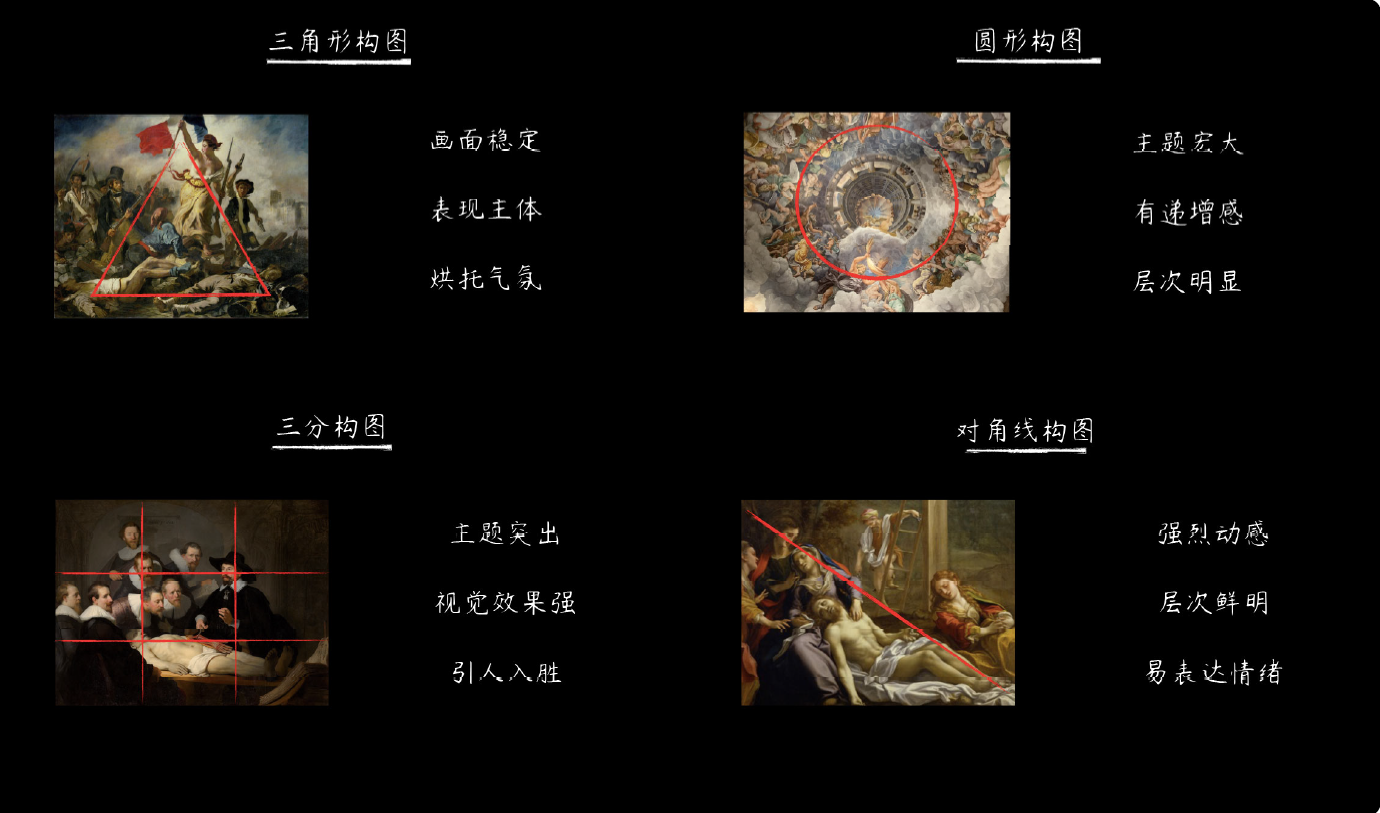 三角形构图
画面稳定
表现主体
烘托气氛
圆形构图
主题宏大
有递增感
层次明显
三分构图
主题突出
视觉效果强
引人入胜
对角线构图
强烈动感
层次鲜明
易表达情绪